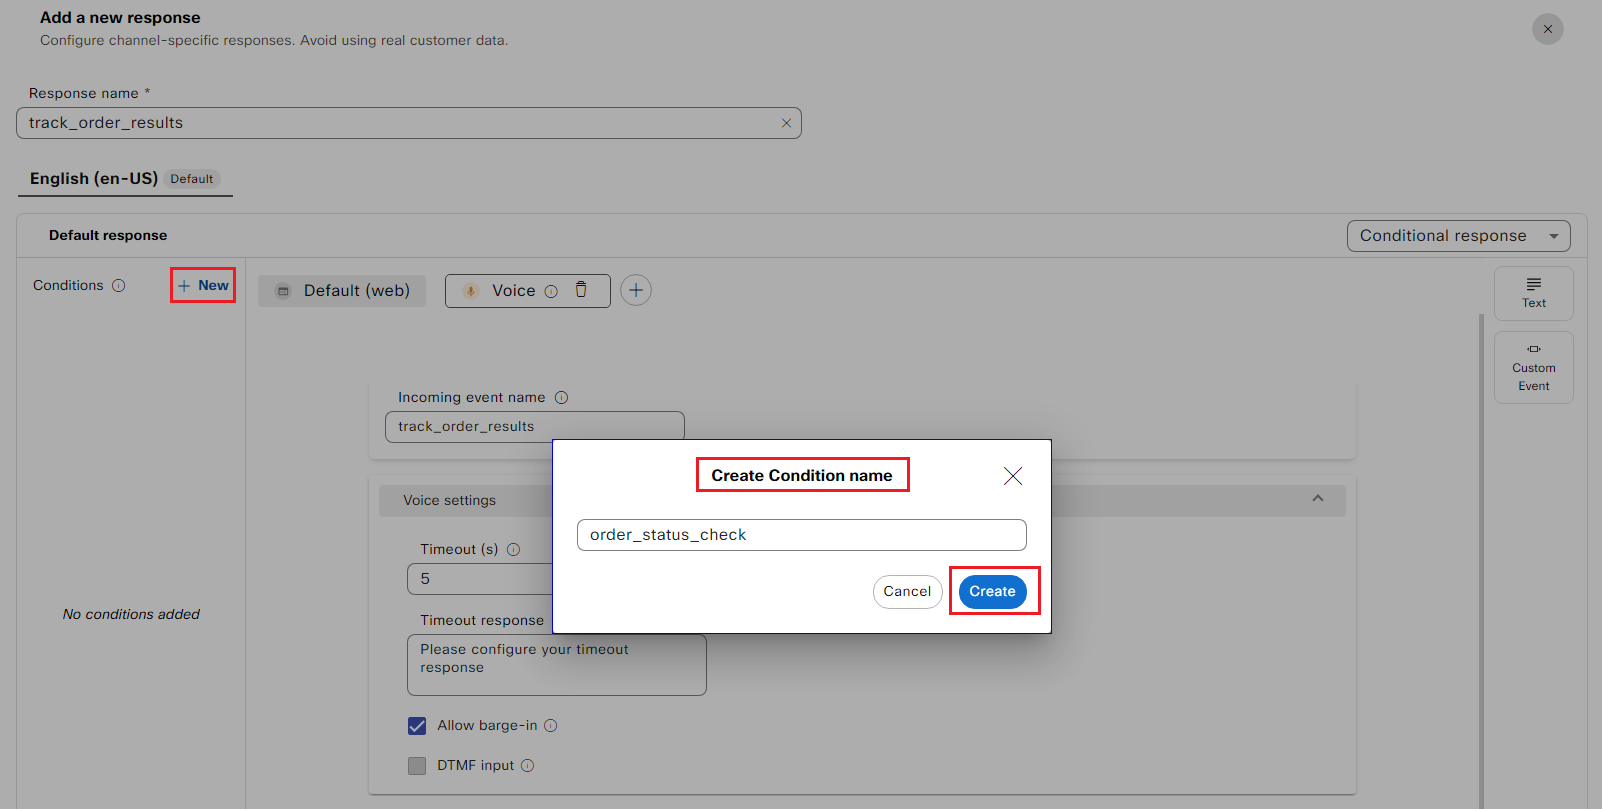 Add a new response
Configure channel-specific responses. Avoid using real customer data.
Response name *
track_order_results
English (en-US) Default
Default response
Conditional response
Conditions
+ New
Default (web)
Voice
Text
Custom
Event
Incoming event name
track_order_results
Create Condition name
order_status_check
Cancel
Create
Voice settings
Timeout (s)
5
Timeout response
Please configure your timeout
response
No conditions added
Allow barge-in
DTMF input